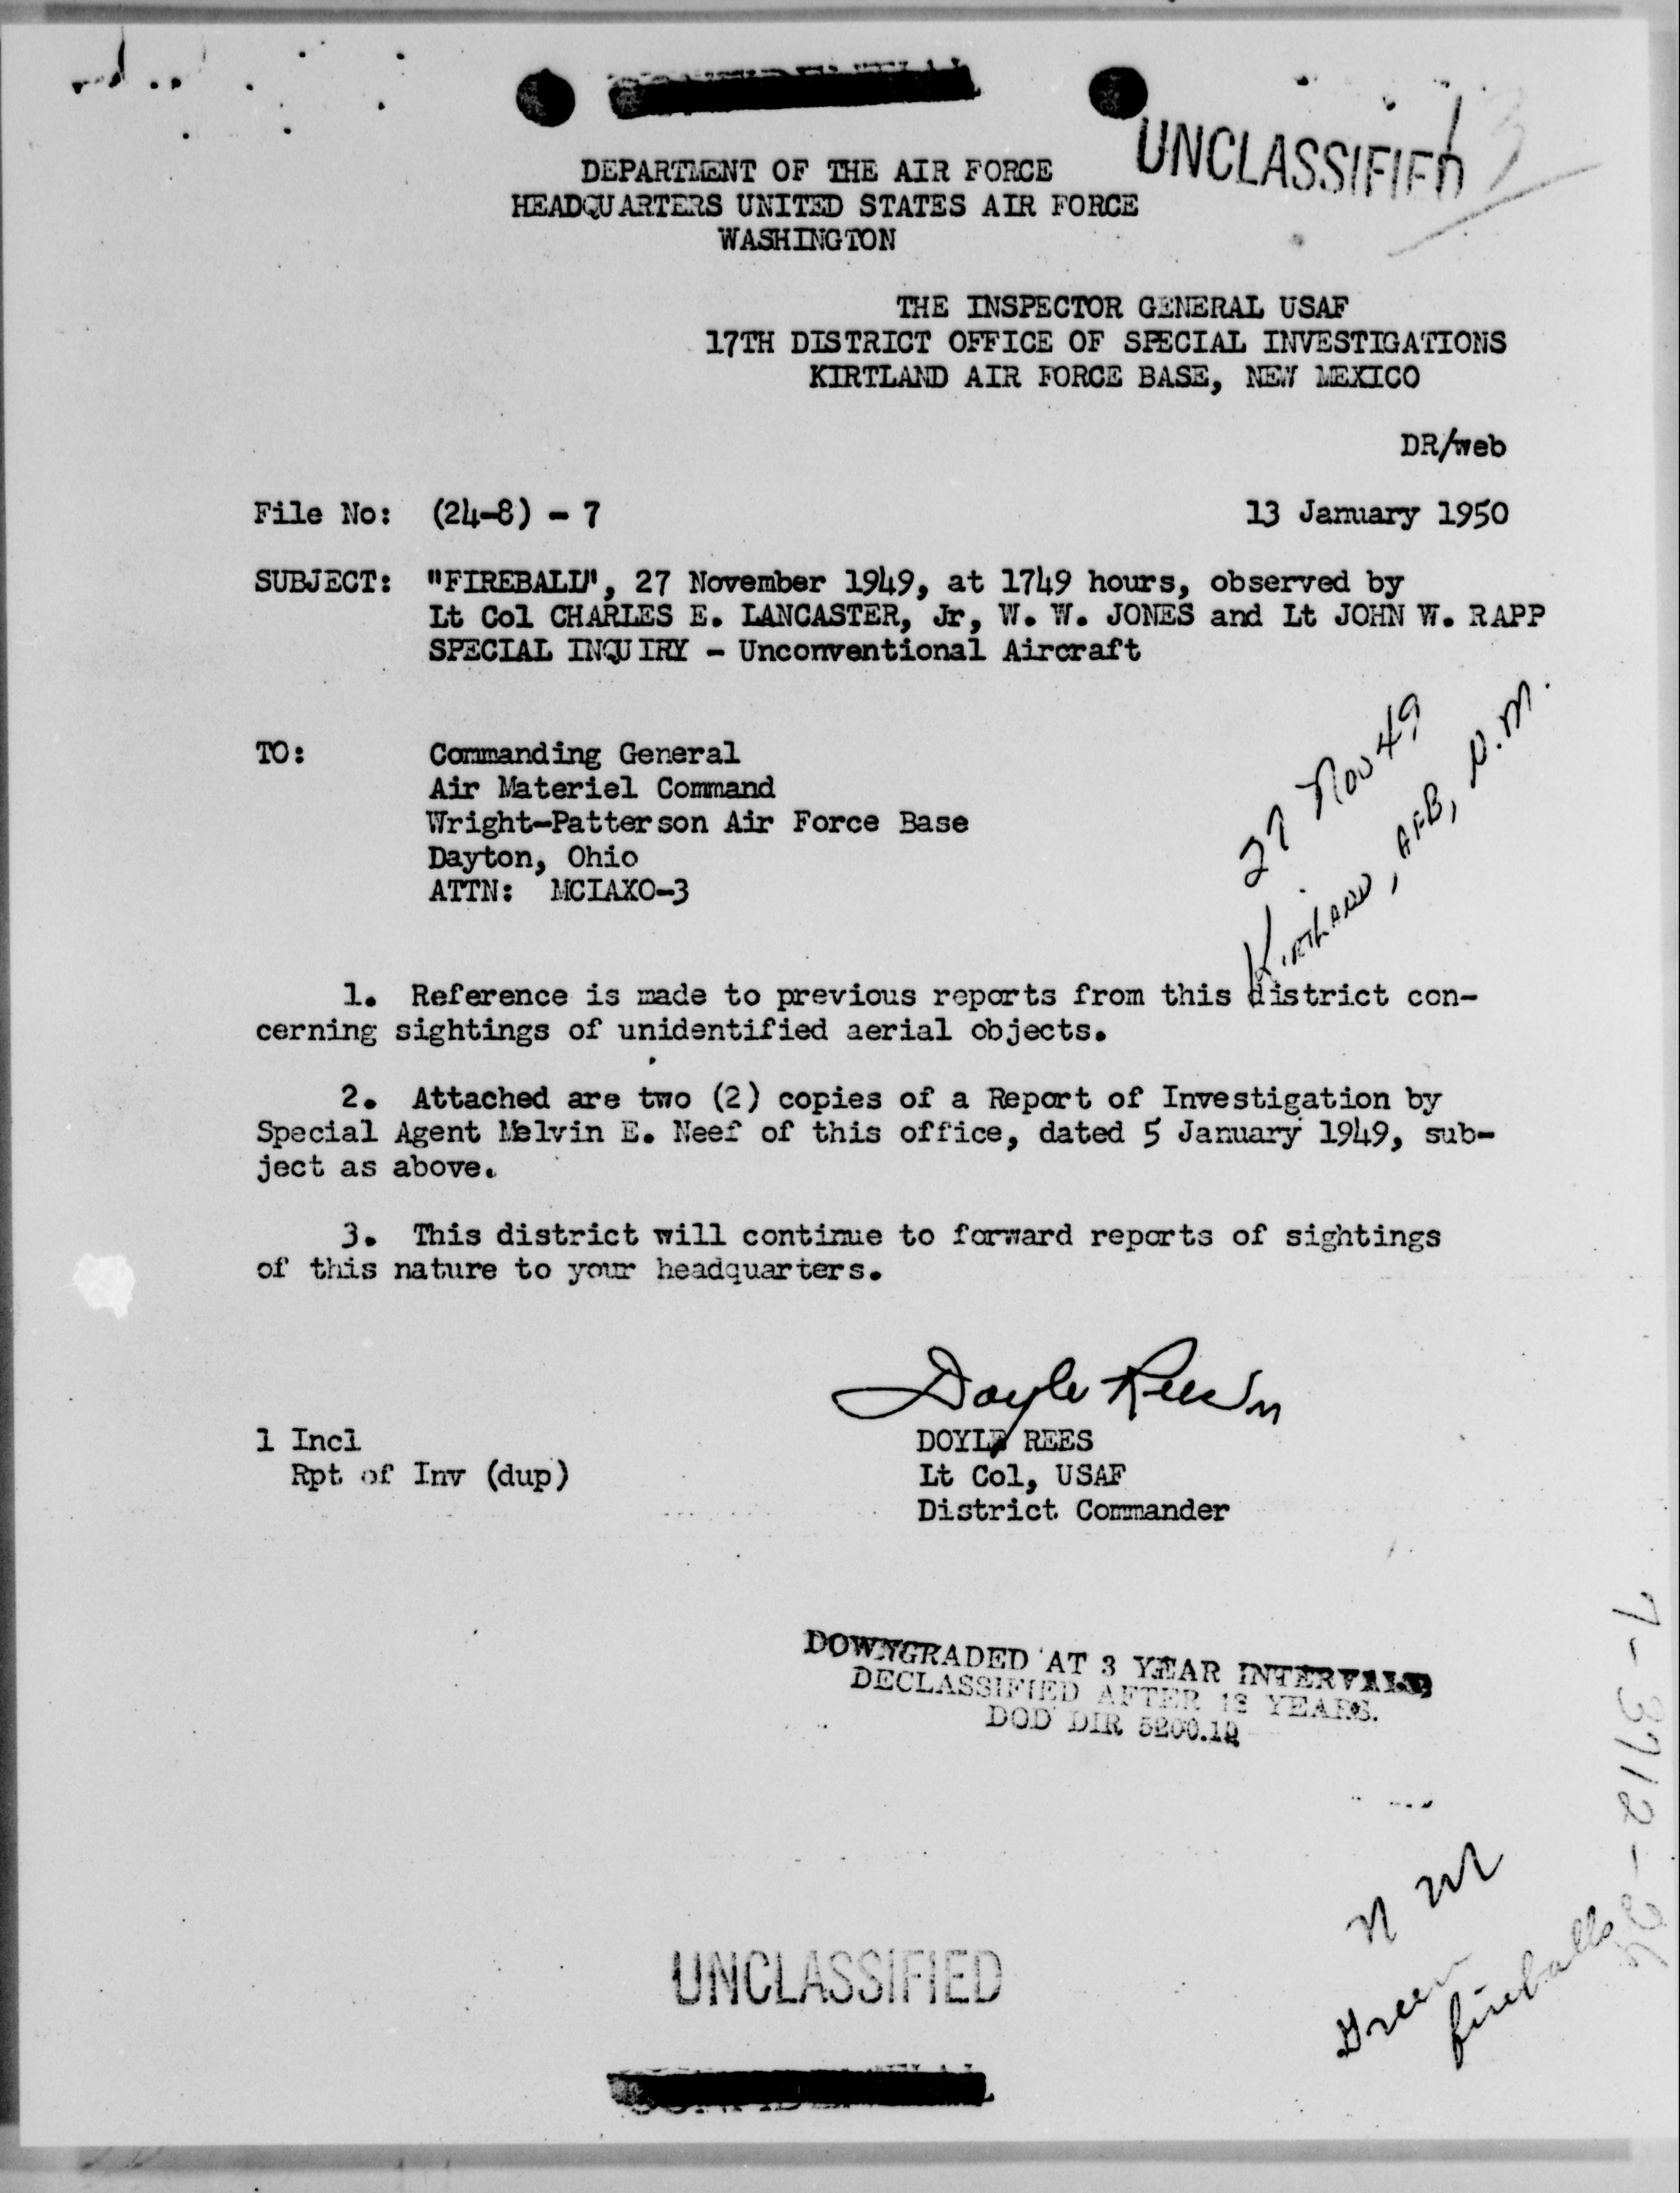 UNCLASSIFIED
DEPARTMENT OF THE AIR FORCE
HEADQUARTERS UNITED STATES AIR FORCE
WASHINGTON
THE INSPECTOR GENERAL USAF
17TH DISTRICT OFFICE OF SPECIAL INVESTIGATIONS
KIRTLAND AIR FORCE BASE, NEW MEXICO
DR/web
File No: (24-8) - 7 13 January 1950
SUBJECT: "FIREBALL", 27 November 1949, at 1749 hours, observed by
Lt Col CHARLES E. LANCASTER, Jr, W. W. JONES and Lt JOHN W. RAPP
SPECIAL INQUIRY - Unconventional Aircraft
27 Nov 49
Kirtland, AFB, N.M.
TO: Commanding General
Air Materiel Command
Wright-Patterson Air Force Base
Dayton, Ohio
ATTN: MCIAXO-3
1. Reference is made to previous reports from this district con-
cerning sightings of unidentified aerial objects.
2. Attached are two (2) copies of a Report of Investigation by
Special Agent Melvin E. Neef of this office, dated 5 January 1949, sub-
ject as above.
3. This district will continue to forward reports of sightings
of this nature to your headquarters.
Doyle Rees
1 Incl DOYLE REES
Rpt of Inv (dup) Lt Col, USAF
District Commander
DOWNGRADED AT 3 YEAR INTERVALS
DECLASSIFIED AFTER 12 YEARS.
DOD DIR 5200.10
N M
Green
fireballs
UNCLASSIFIED